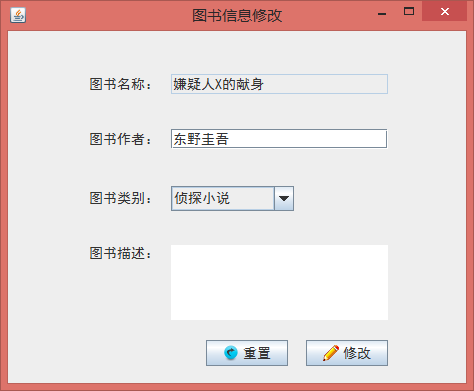 图书信息修改
图书名称： 嫌疑人X的献身
图书作者： 东野圭吾
图书类别： 侦探小说
图书描述：
重置 修改